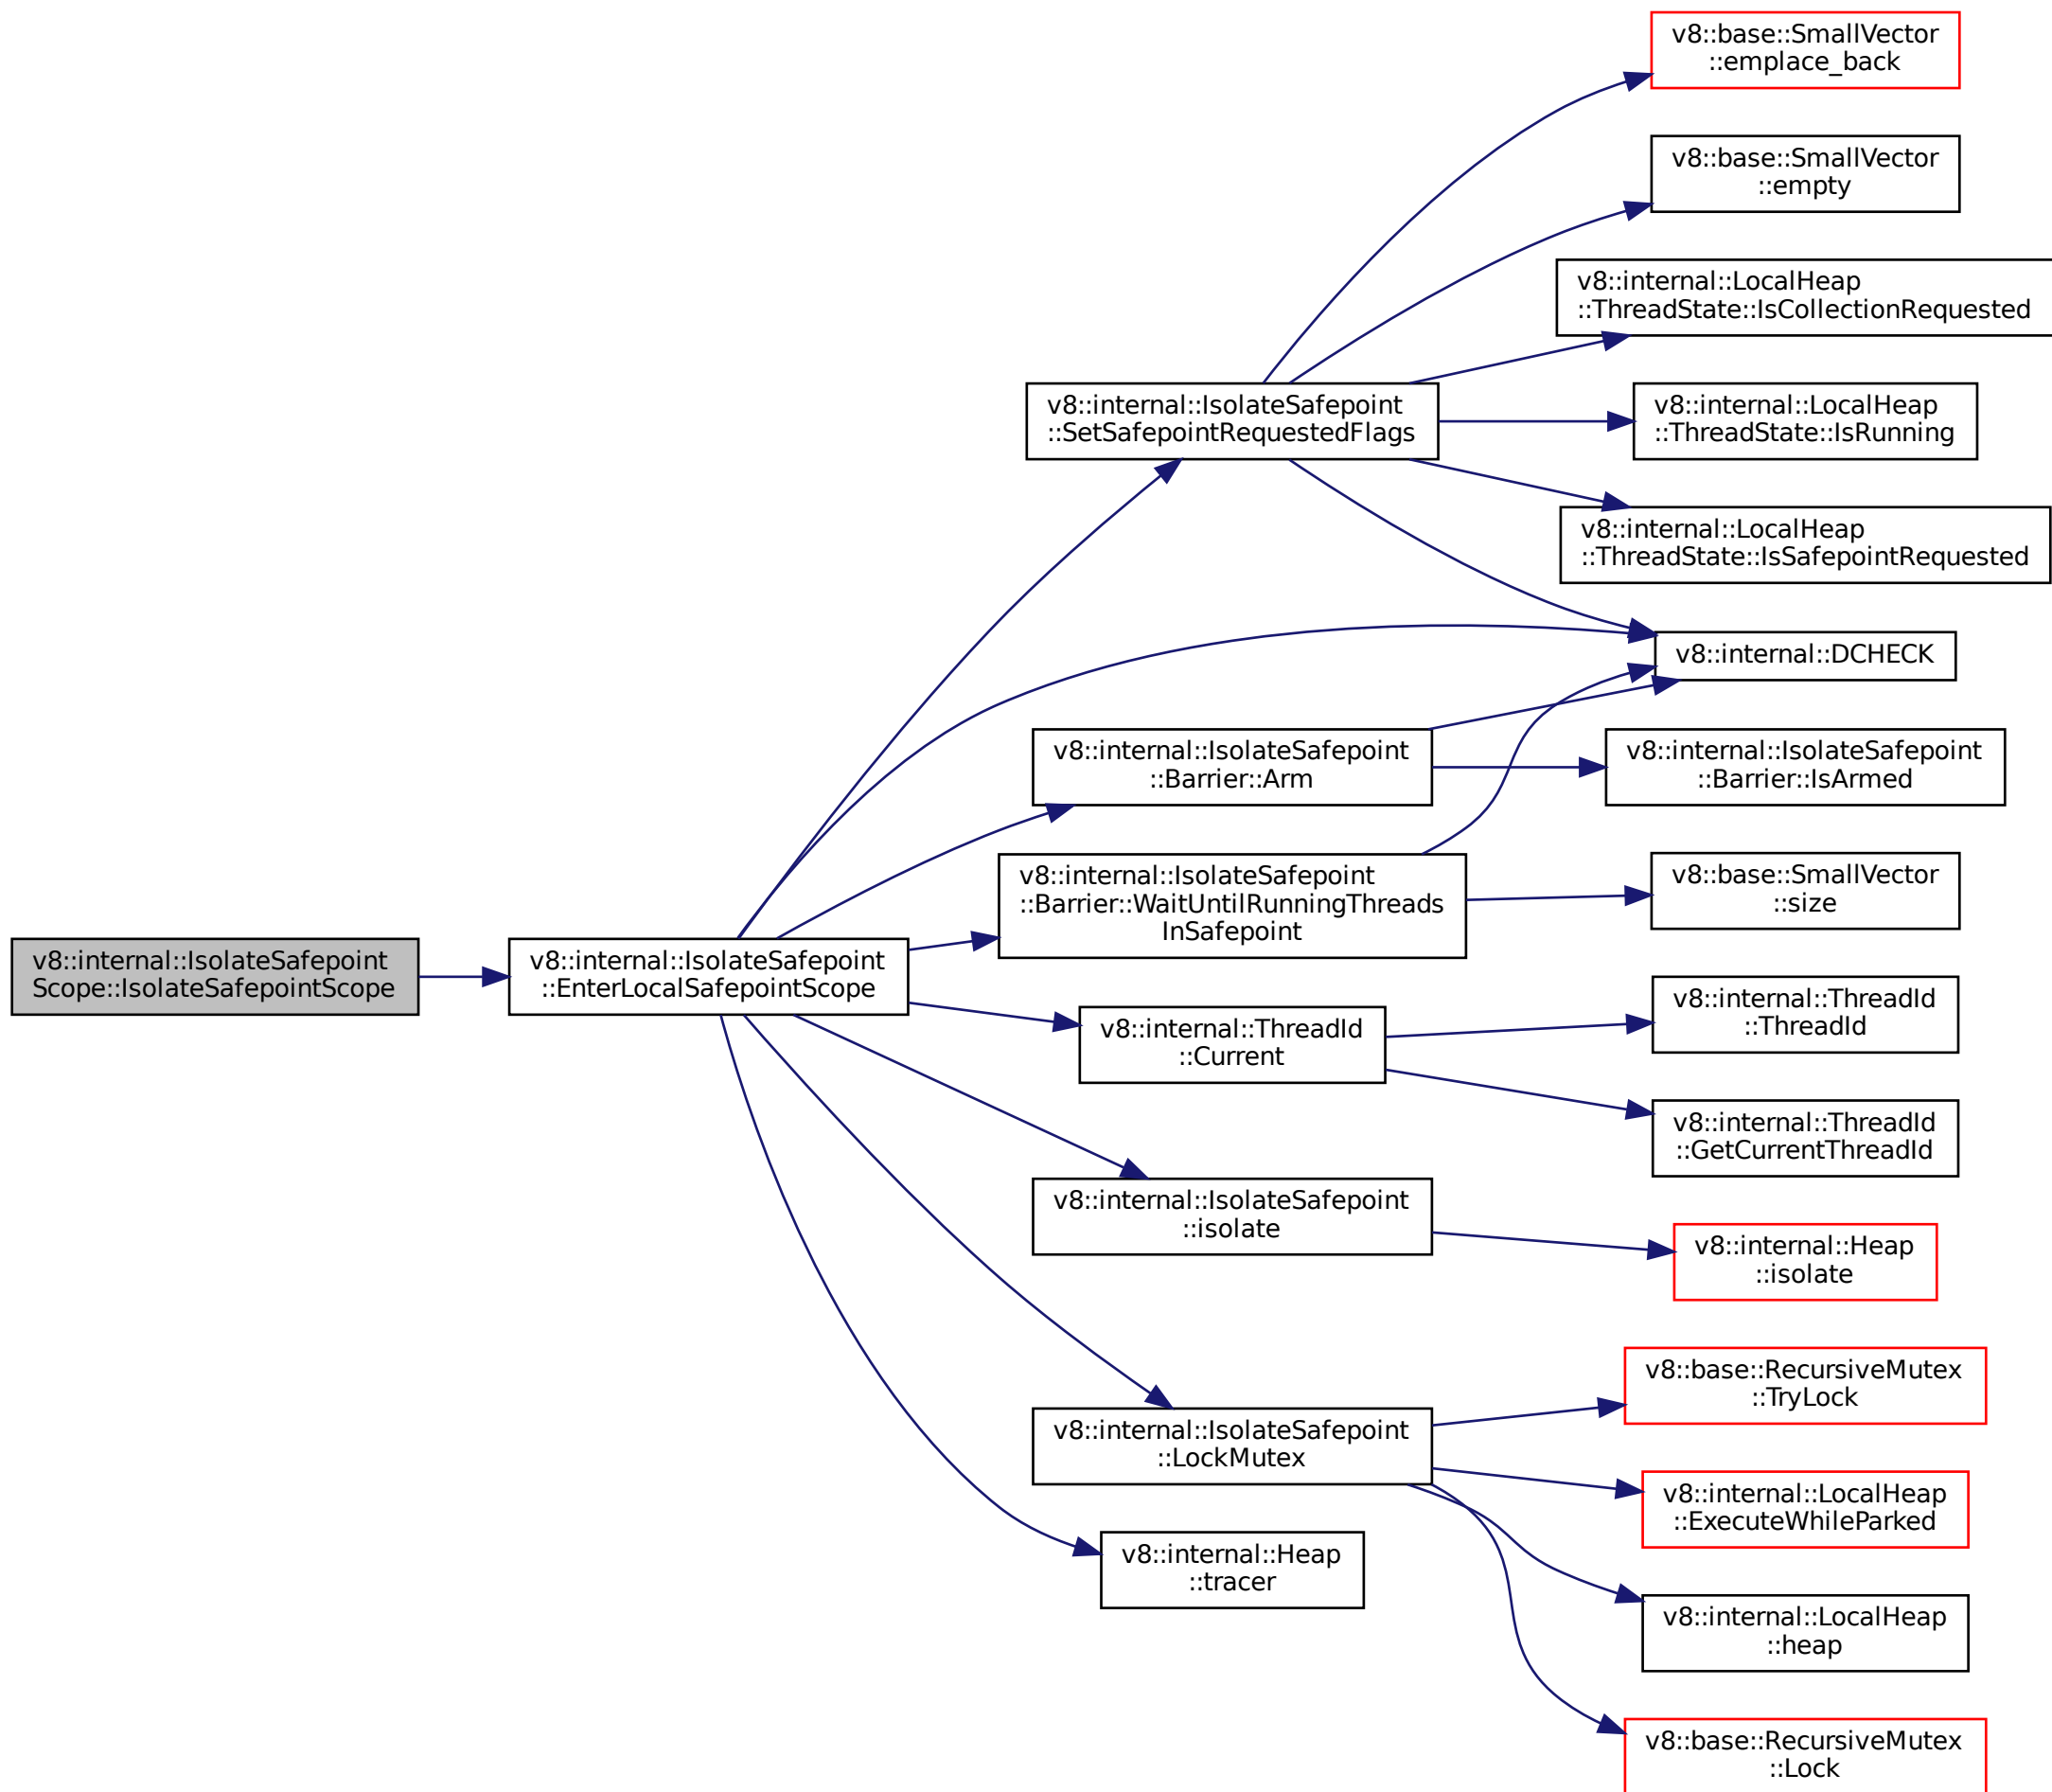 v8::internal::IsolateSafepoint
Scope::IsolateSafepointScope
v8::internal::IsolateSafepoint
::EnterLocalSafepointScope
v8::internal::IsolateSafepoint
::SetSafepointRequestedFlags
v8::internal::IsolateSafepoint
::Barrier::Arm
v8::internal::IsolateSafepoint
::Barrier::WaitUntilRunningThreads
InSafepoint
v8::internal::ThreadId
::Current
v8::internal::IsolateSafepoint
::isolate
v8::internal::IsolateSafepoint
::LockMutex
v8::internal::Heap
::tracer
v8::base::SmallVector
::emplace_back
v8::base::SmallVector
::empty
v8::internal::LocalHeap
::ThreadState::IsCollectionRequested
v8::internal::LocalHeap
::ThreadState::IsRunning
v8::internal::LocalHeap
::ThreadState::IsSafepointRequested
v8::internal::DCHECK
v8::internal::IsolateSafepoint
::Barrier::IsArmed
v8::base::SmallVector
::size
v8::internal::ThreadId
::ThreadId
v8::internal::ThreadId
::GetCurrentThreadId
v8::internal::Heap
::isolate
v8::base::RecursiveMutex
::TryLock
v8::internal::LocalHeap
::ExecuteWhileParked
v8::internal::LocalHeap
::heap
v8::base::RecursiveMutex
::Lock